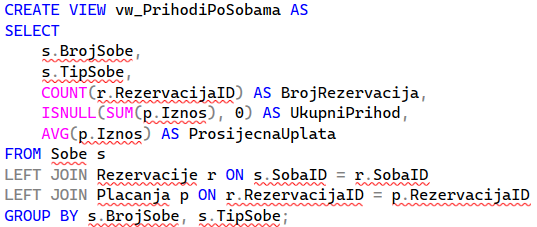 CREATE VIEW vw_PrihodiPoSobama AS
SELECT
    s.BrojSobe,
    s.TipSobe,
    COUNT(r.RezervacijaID) AS BrojRezervacija,
    ISNULL(SUM(p.Iznos), 0) AS UkupniPrihod,
    AVG(p.Iznos) AS ProsijecnaUplata
FROM Sobe s
LEFT JOIN Rezervacije r ON s.SobaID = r.SobaID
LEFT JOIN Placanja p ON r.RezervacijaID = p.RezervacijaID
GROUP BY s.BrojSobe, s.TipSobe;